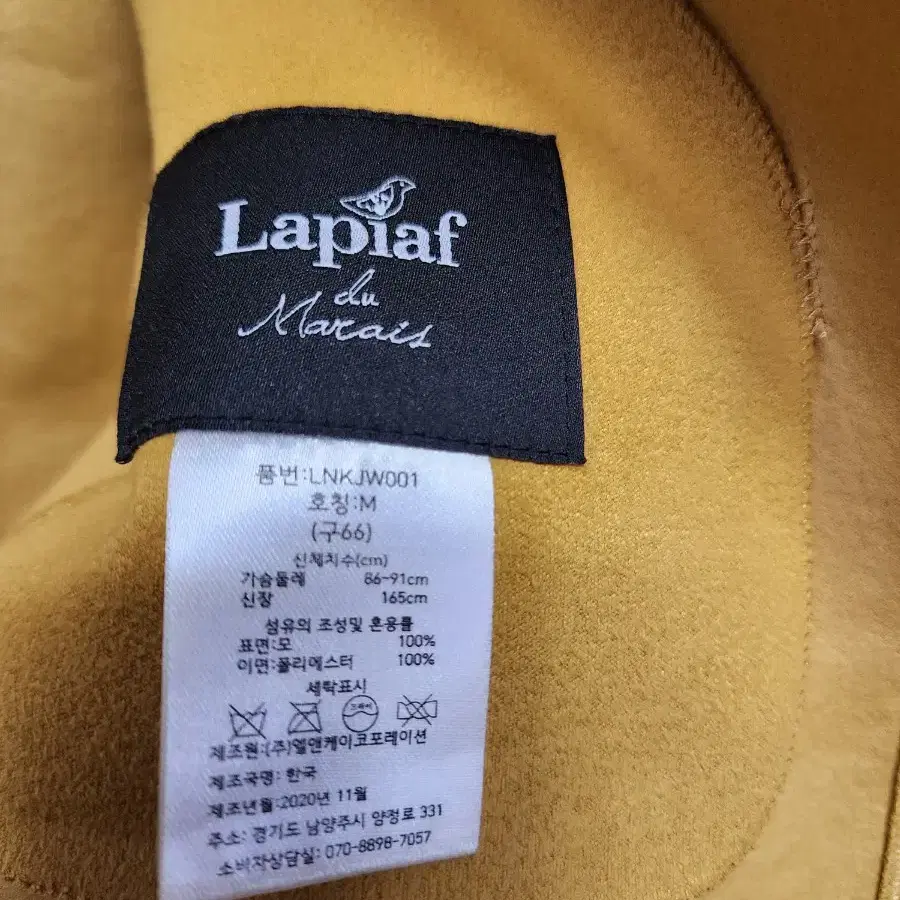 Lapiaf
du
Marais
품번:LNKJW001
호칭:M
(구66)
신체치수(cm)
가슴둘레 86-91cm
신장 165cm
섬유의 조성및 혼용률
표면:모 100%
이면:폴리에스터 100%
세탁표시
제조원:(주)엘앤케이코포레이션
제조국명: 한국
제조년월:2020년 11월
주소: 경기도 남양주시 양정로 331
소비자상담실: 070-8898-7057